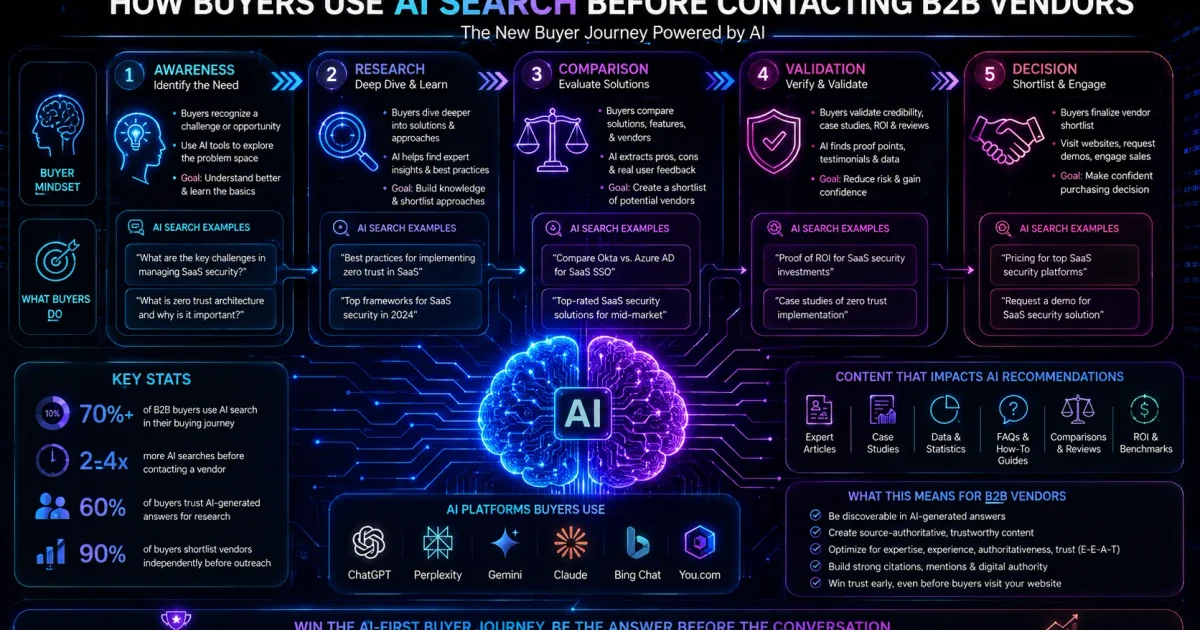 HOW BUYERS USE AI SEARCH BEFORE CONTACTING B2B VENDORS
The New Buyer Journey Powered by AI
BUYER
MINDSET
1
AWARENESS
Identify the Need
Buyers recognize a
challenge or opportunity
Use AI tools to explore
the problem space
Goal: Understand better
& learn the basics
2
RESEARCH
Deep Dive & Learn
Buyers dive deeper
into solutions &
approaches
AI helps find expert
insights & best practices
Goal: Build knowledge
& shortlist approaches
3
COMPARISON
Evaluate Solutions
Buyers compare
solutions, features,
& vendors
AI extracts pros, cons
& real user feedback
Goal: Create a shortlist
of potential vendors
4
VALIDATION
Verify & Validate
Buyers validate credibility,
case studies, ROI & reviews
AI finds proof points,
testimonials & data
Goal: Reduce risk & gain
confidence
5
DECISION
Shortlist & Engage
Buyers finalize vendor
shortlist
Visit websites, request
demos, engage sales
Goal: Make confident
purchasing decision
WHAT BUYERS
DO
AI SEARCH EXAMPLES
"What are the key challenges in
managing SaaS security?"
"What is zero trust architecture
and why is it important?"
AI SEARCH EXAMPLES
"Best practices for implementing
zero trust in SaaS"
"Top frameworks for SaaS
security in 2024"
AI SEARCH EXAMPLES
"Compare Okta vs. Azure AD
for SaaS SSO"
"Top-rated SaaS security
solutions for mid-market"
AI SEARCH EXAMPLES
"Proof of ROI for SaaS security
investments"
"Case studies of zero trust
implementation"
AI SEARCH EXAMPLES
"Pricing for top SaaS
security platforms"
"Request a demo for
SaaS security solution"
KEY STATS
10%
70%+
of B2B buyers use AI search
in their buying journey
2-4x
more AI searches before
contacting a vendor
60%
of buyers trust AI-generated
answers for research
90%
of buyers shortlist vendors
independently before outreach
AI
AI PLATFORMS BUYERS USE
ChatGPT
Perplexity
Gemini
Claude
Bing Chat
You.com
CONTENT THAT IMPACTS AI RECOMMENDATIONS
Expert
Articles
Case
Studies
Data &
Statistics
FAQs &
How-To
Guides
Comparisons
& Reviews
ROI &
Benchmarks
WHAT THIS MEANS FOR B2B VENDORS
Be discoverable in AI-generated answers
Create source-authoritative, trustworthy content
Optimize for expertise, experience, authoritativeness, trust (E-E-A-T)
Build strong citations, mentions & digital authority
Win trust early, even before buyers visit your website
WIN THE AI-FIRST BUYER JOURNEY. BE THE ANSWER BEFORE THE CONVERSATION